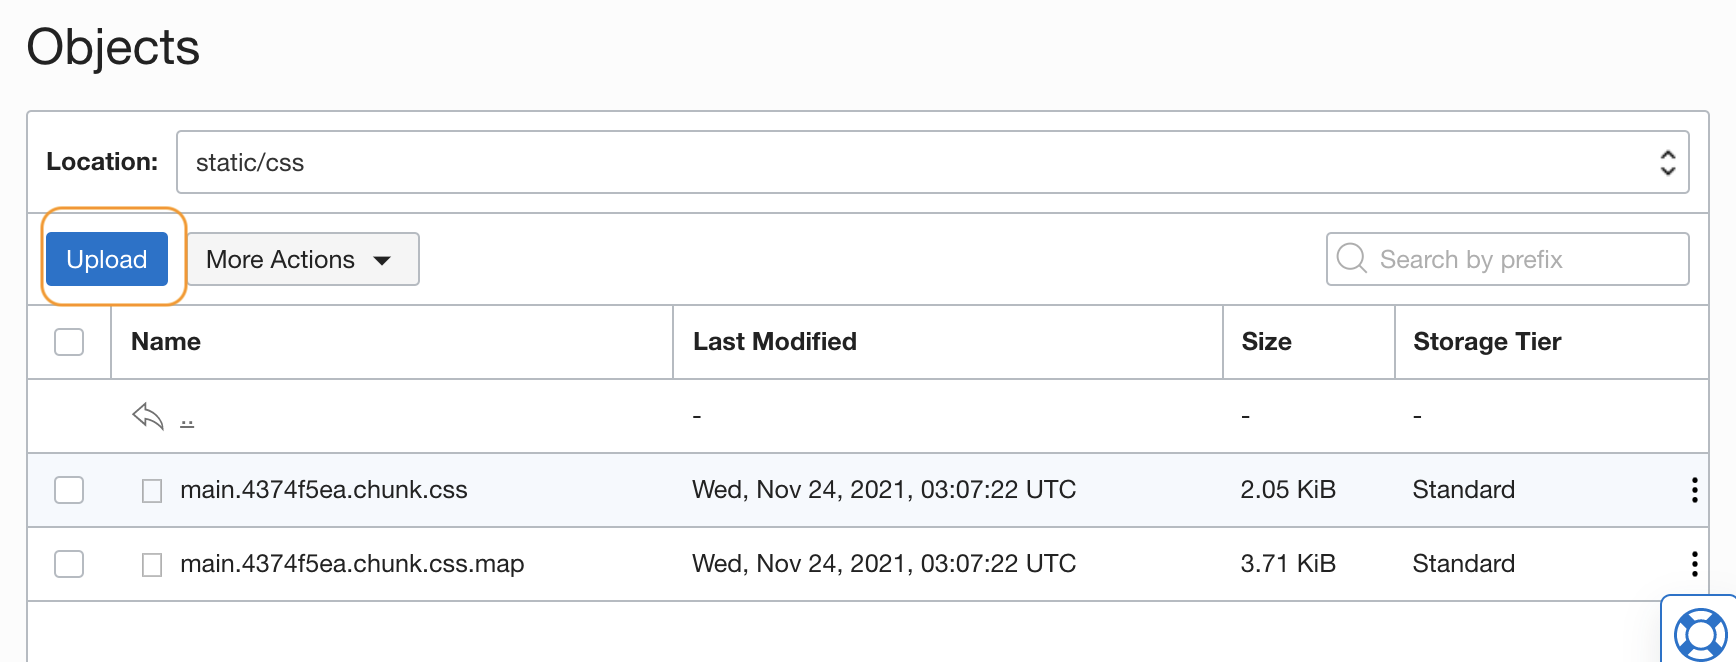 Objects
Location: static/css
Upload More Actions Search by prefix
Name Last Modified Size Storage Tier
.. - - -
main.4374f5ea.chunk.css Wed, Nov 24, 2021, 03:07:22 UTC 2.05 KiB Standard
main.4374f5ea.chunk.css.map Wed, Nov 24, 2021, 03:07:22 UTC 3.71 KiB Standard